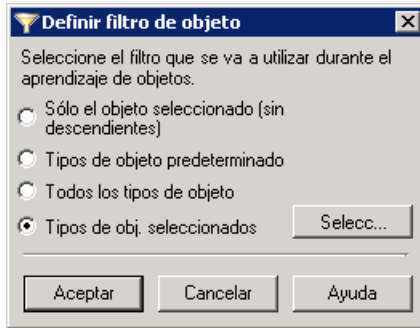 Definir filtro de objeto
Seleccione el filtro que se va a utilizar durante el
aprendizaje de objetos.
Sólo el objeto seleccionado (sin
descendientes)
Tipos de objeto predeterminado
Todos los tipos de objeto
Tipos de obj. seleccionados
Selecc...
Aceptar
Cancelar
Ayuda